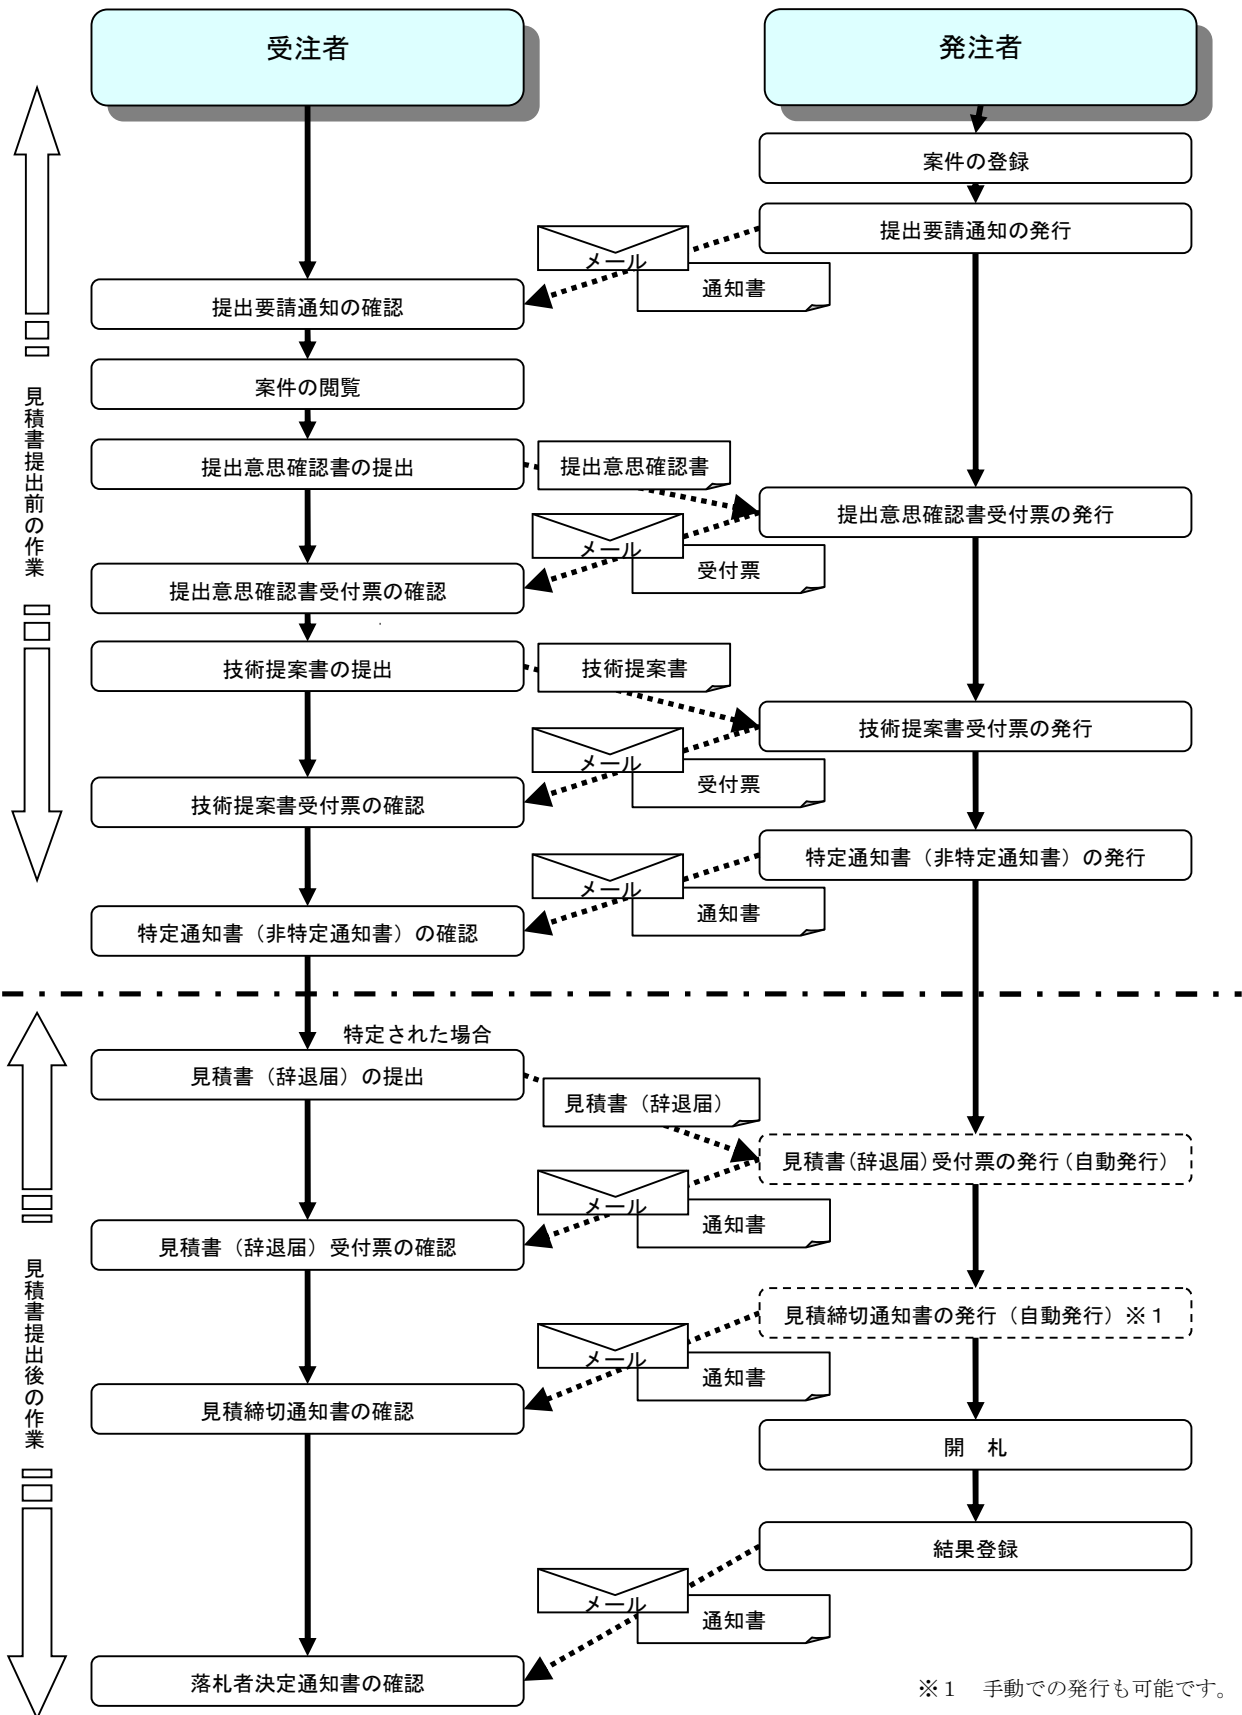 受注者
発注者
案件の登録
提出要請通知の発行
メール
通知書
提出要請通知の確認
案件の閲覧
見積書提出前の作業
提出意思確認書の提出
提出意思確認書
提出意思確認書受付票の発行
メール
受付票
提出意思確認書受付票の確認
技術提案書の提出
技術提案書
技術提案書受付票の発行
メール
受付票
技術提案書受付票の確認
特定通知書（非特定通知書）の発行
メール
通知書
特定通知書（非特定通知書）の確認
特定された場合
見積書（辞退届）の提出
見積書（辞退届）
見積書(辞退届)受付票の発行(自動発行)
メール
通知書
見積書（辞退届）受付票の確認
見積書提出後の作業
見積締切通知書の発行（自動発行）※１
メール
通知書
見積締切通知書の確認
開　札
結果登録
メール
通知書
落札者決定通知書の確認
※１　手動での発行も可能です。